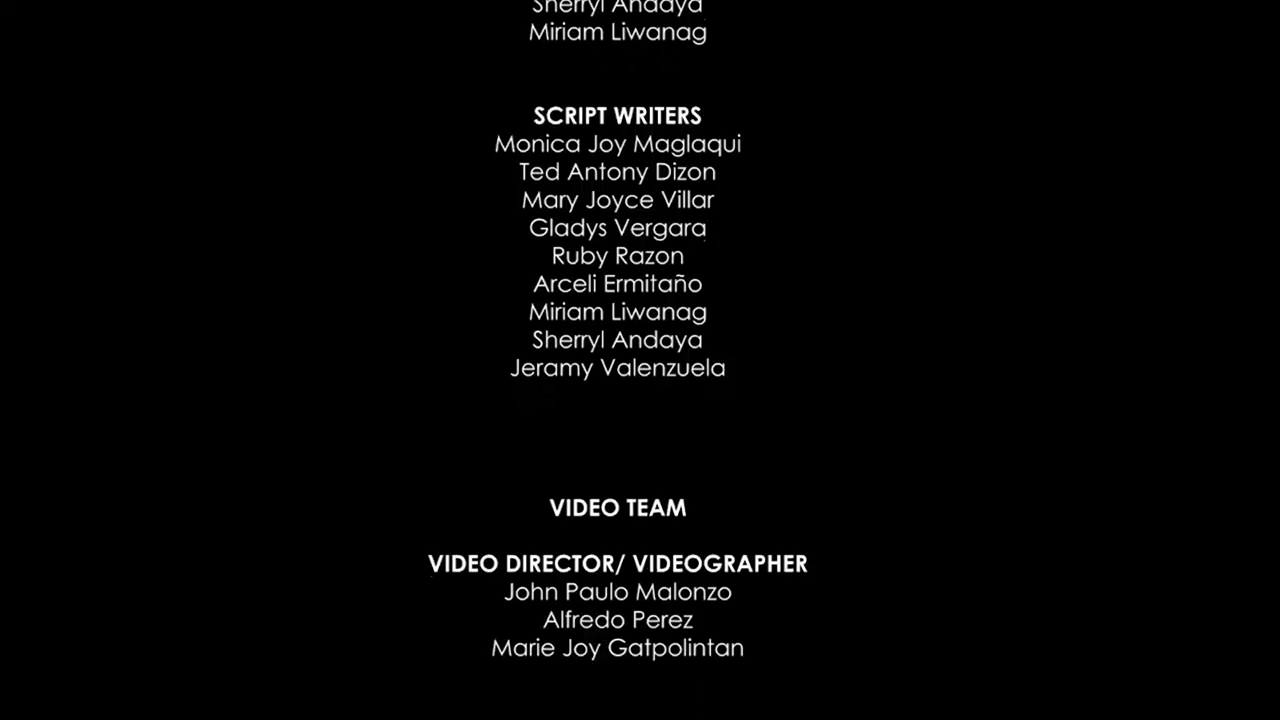 Sherryl Andaya
Miriam Liwanag
SCRIPT WRITERS
Monica Joy Maglaqui
Ted Antony Dizon
Mary Joyce Villar
Gladys Vergara
Ruby Razon
Arceli Ermitaño
Miriam Liwanag
Sherryl Andaya
Jeramy Valenzuela
VIDEO TEAM
VIDEO DIRECTOR/ VIDEOGRAPHER
John Paulo Malonzo
Alfredo Perez
Marie Joy Gatpolintan